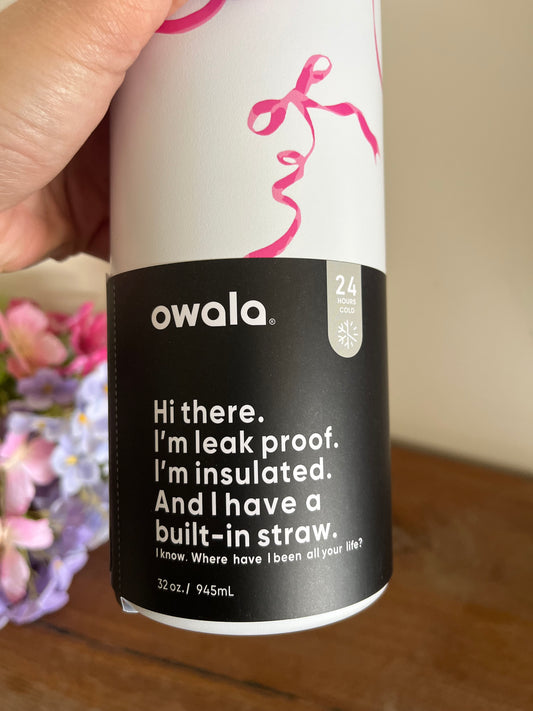 owala®
24
HOURS
COLD
Hi there.
I'm leak proof.
I'm insulated.
And I have a
built-in straw.
I know. Where have I been all your life?
32 oz. / 945mL